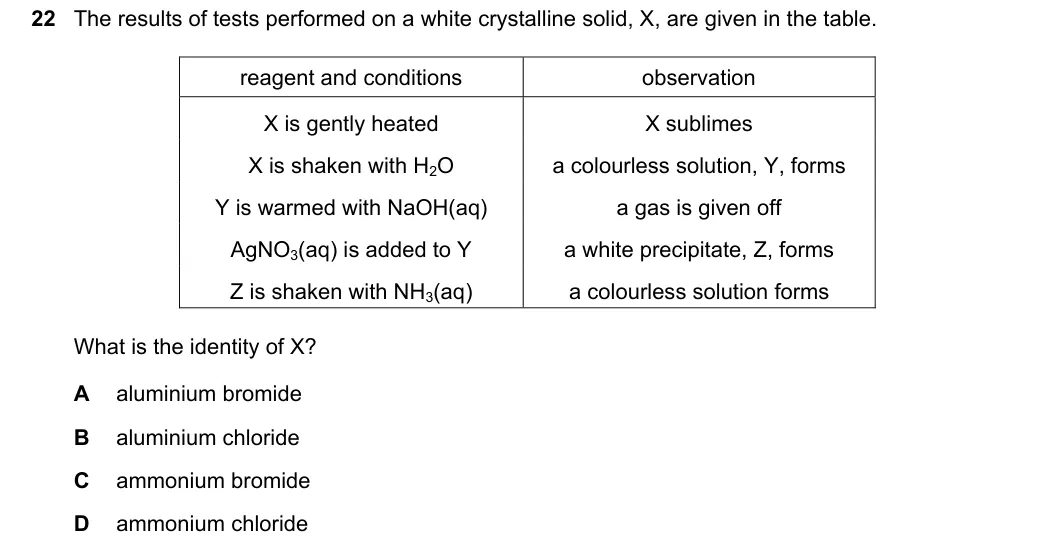 22 The results of tests performed on a white crystalline solid, X, are given in the table.
reagent and conditions observation
X is gently heated X sublimes
X is shaken with H₂O a colourless solution, Y, forms
Y is warmed with NaOH(aq) a gas is given off
AgNO₃(aq) is added to Y a white precipitate, Z, forms
Z is shaken with NH₃(aq) a colourless solution forms
What is the identity of X?
A aluminium bromide
B aluminium chloride
C ammonium bromide
D ammonium chloride